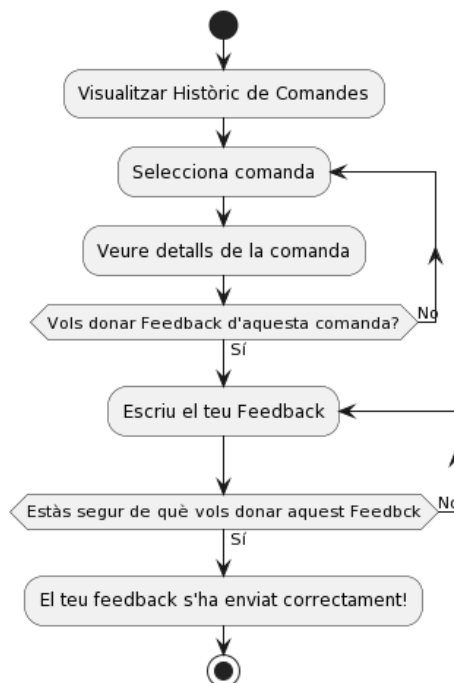 Visualitzar Històric de Comandes
Selecciona comanda
Veure detalls de la comanda
Vols donar Feedback d'aquesta comanda?
No
Sí
Escriu el teu Feedback
Estàs segur de què vols donar aquest Feedbck
No
Sí
El teu feedback s'ha enviat correctament!